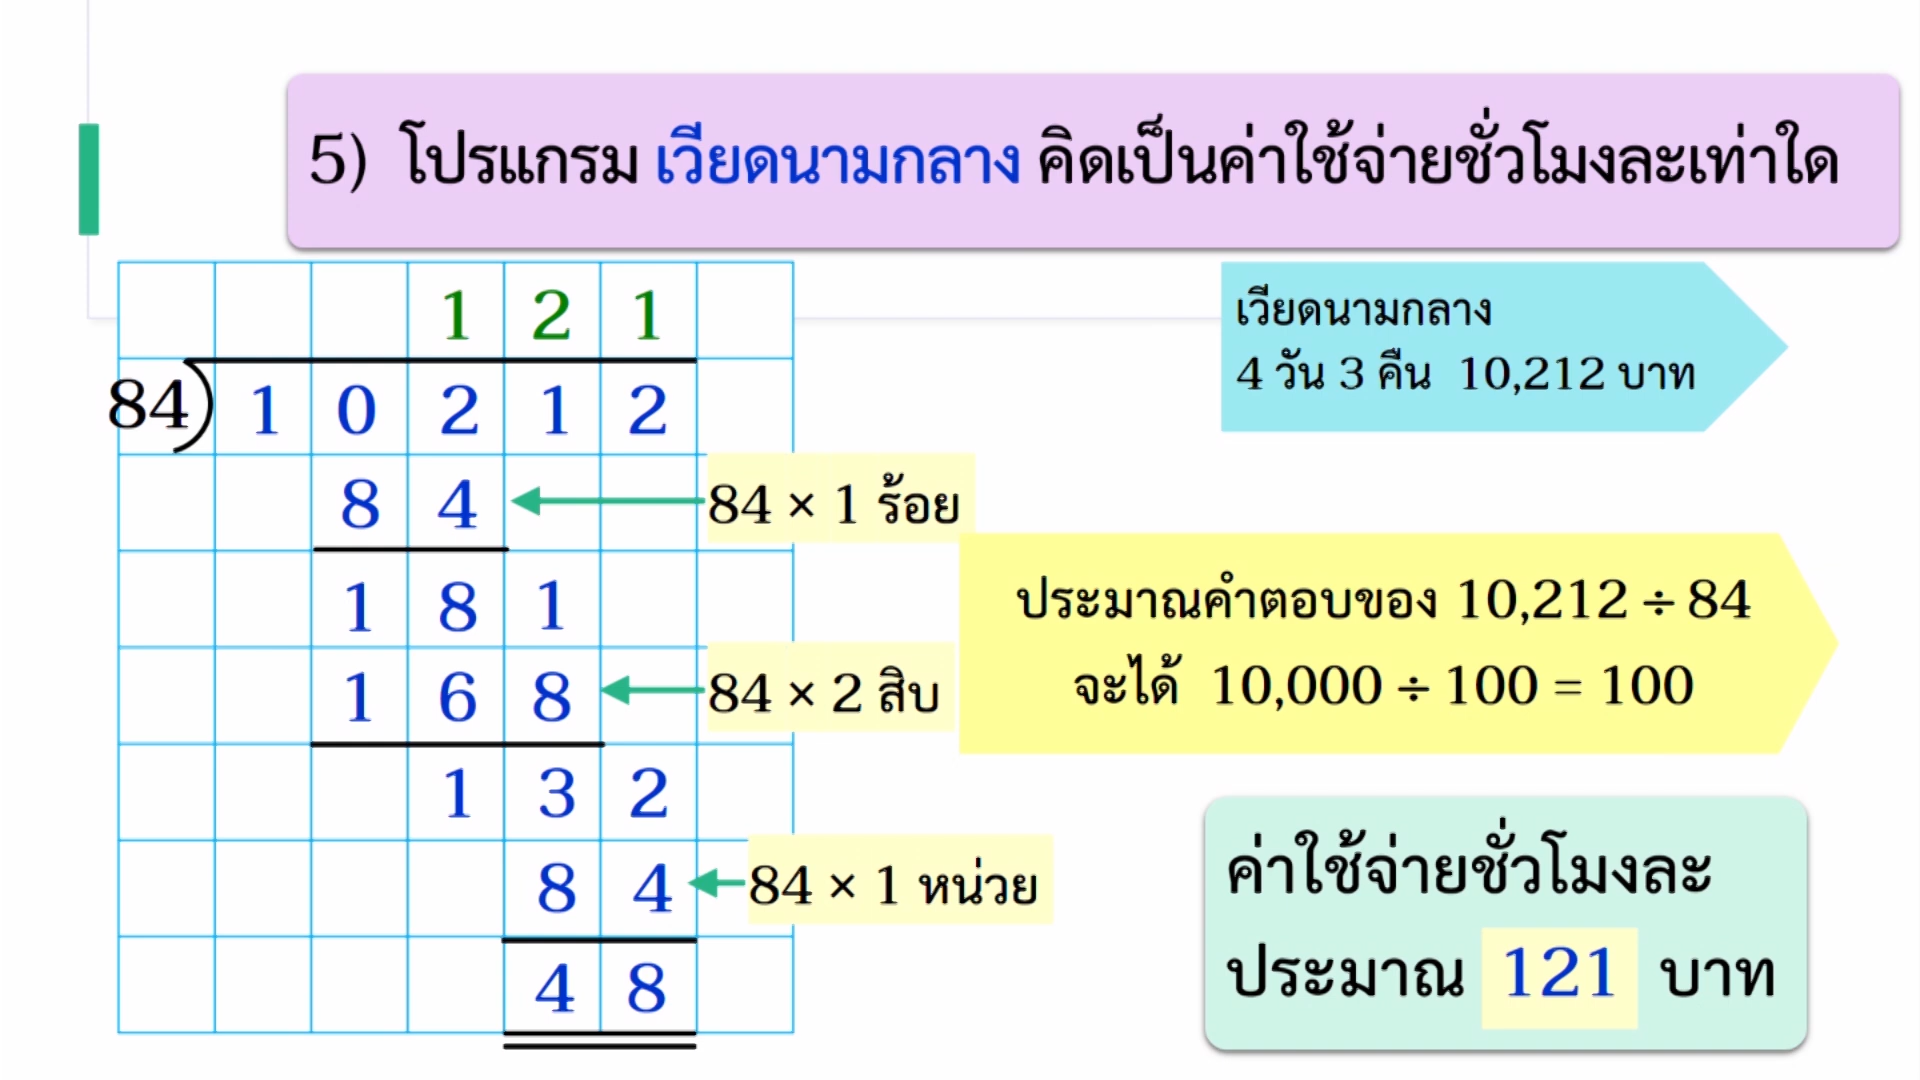 5) โปรแกรม เวียดนามกลาง คิดเป็นค่าใช้จ่ายชั่วโมงละเท่าใด
1 2 1
84 1 0 2 1 2
8 4
84 × 1 ร้อย
1 8 1
1 6 8
84 × 2 สิบ
1 3 2
8 4
84 × 1 หน่วย
4 8
เวียดนามกลาง
4 วัน 3 คืน 10,212 บาท
ประมาณคำตอบของ 10,212 ÷ 84
จะได้ 10,000 ÷ 100 = 100
ค่าใช้จ่ายชั่วโมงละ
ประมาณ 121 บาท